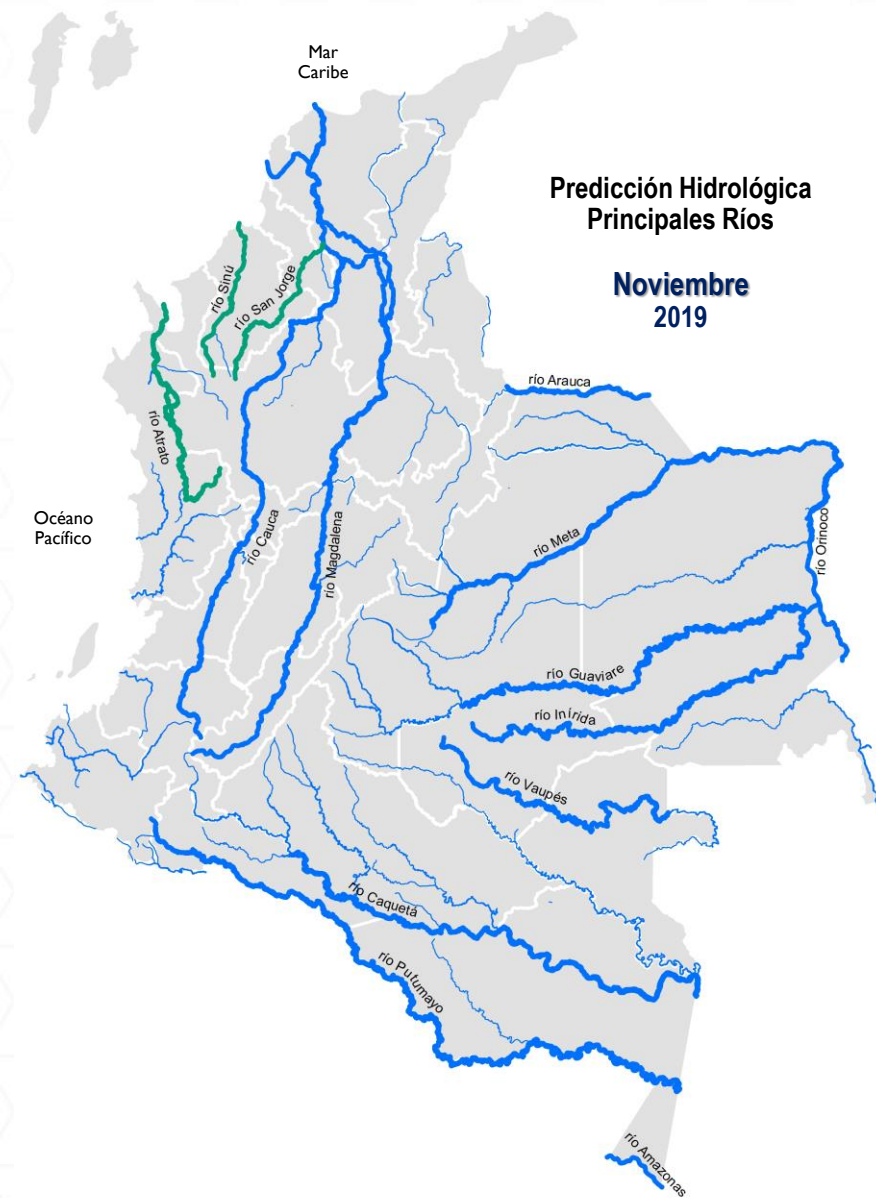 Mar
Caribe
Predicción Hidrológica
Principales Ríos
Noviembre
2019
río Sinú
río San Jorge
río Arauca
río Atrato
Océano
Pacífico
río Cauca
río Magdalena
río Meta
río Orinoco
río Guaviare
río Inírida
río Vaupés
río Caquetá
río Putumayo
río Amazonas